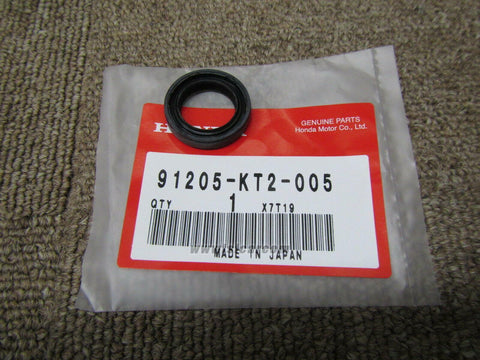 GENUINE PARTS
Honda Motor Co., Ltd.
91205-KT2-005
QTY 1 X7T19
MADE IN JAPAN